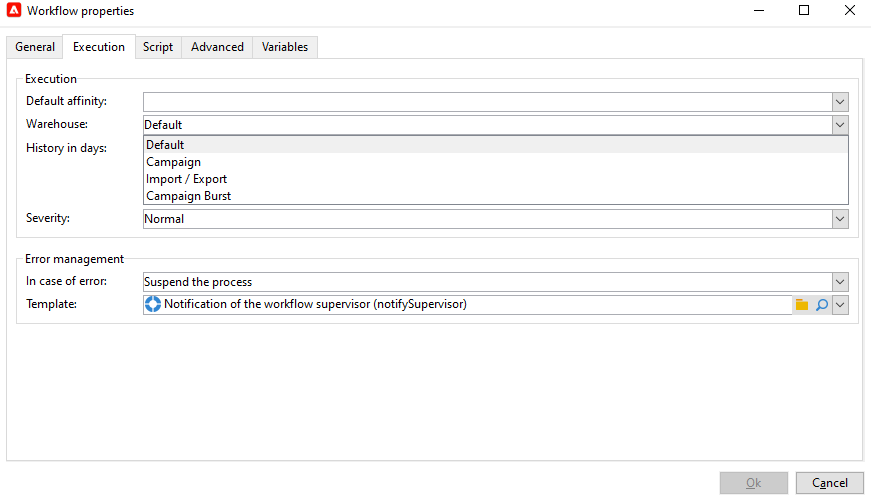 Workflow properties
General Execution Script Advanced Variables
Execution
Default affinity:
Warehouse: Default
History in days: Default
Campaign
Import / Export
Campaign Burst
Severity: Normal
Error management
In case of error: Suspend the process
Template: Notification of the workflow supervisor (notifySupervisor)
Ok Cancel